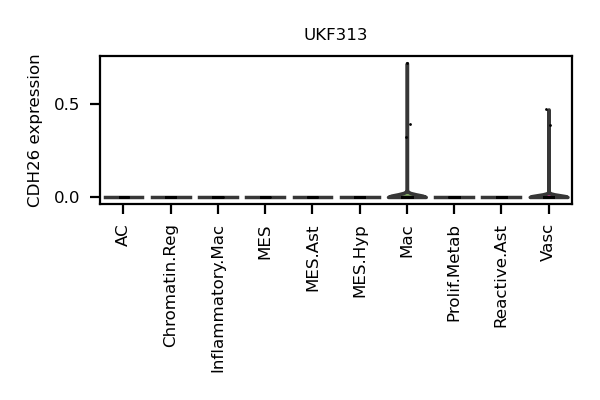 UKF313
CDH26 expression
0.5
0.0
AC
Chromatin.Reg
Inflammatory.Mac
MES
MES.Ast
MES.Hyp
Mac
Prolif.Metab
Reactive.Ast
Vasc